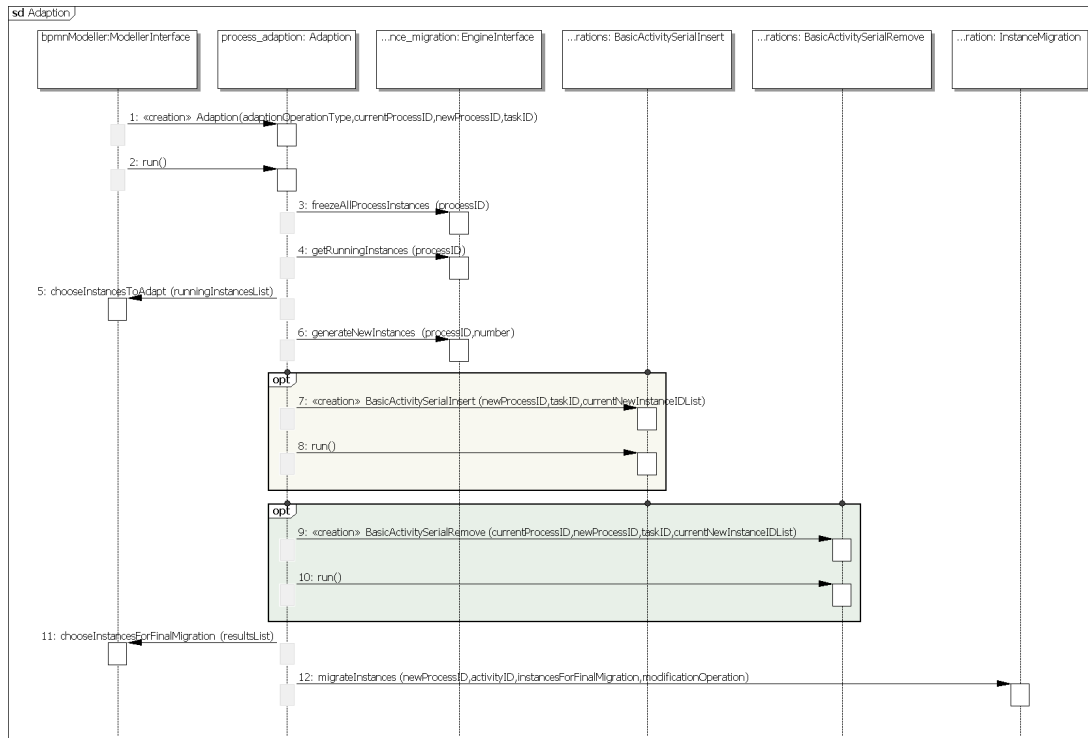 sd Adaption
bpmnModeller:ModellerInterface
process_adaption: Adaption
...nce_migration: EngineInterface
...rations: BasicActivitySerialInsert
...rations: BasicActivitySerialRemove
...ration: InstanceMigration
1: «creation» Adaption(adaptionOperationType,currentProcessID,newProcessID,taskID)
2: run()
3: freezeAllProcessInstances (processID)
4: getRunningInstances (processID)
5: chooseInstancesToAdapt (runningInstancesList)
6: generateNewInstances (processID,number)
opt
7: «creation» BasicActivitySerialInsert (newProcessID,taskID,currentNewInstanceIDList)
8: run()
opt
9: «creation» BasicActivitySerialRemove (currentProcessID,newProcessID,taskID,currentNewInstanceIDList)
10: run()
11: chooseInstancesForFinalMigration (resultsList)
12: migrateInstances (newProcessID,activityID,instancesForFinalMigration,modificationOperation)